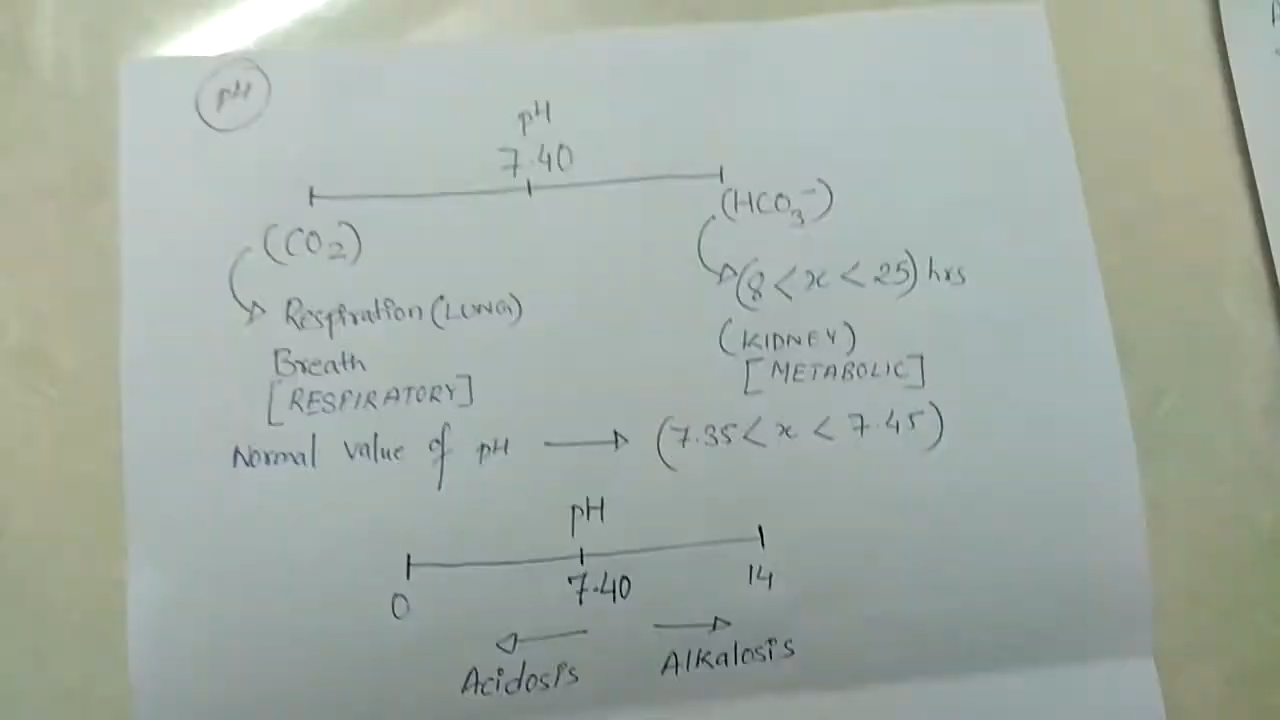 pH
pH
7.40
(CO₂) (HCO₃⁻)
(8 < x < 25) hrs
Respiration (LUNG)
(KIDNEY)
Breath
[METABOLIC]
[RESPIRATORY]
Normal value of pH → (7.35 < x < 7.45)
pH
0 7.40 14
← →
Acidosis Alkalosis